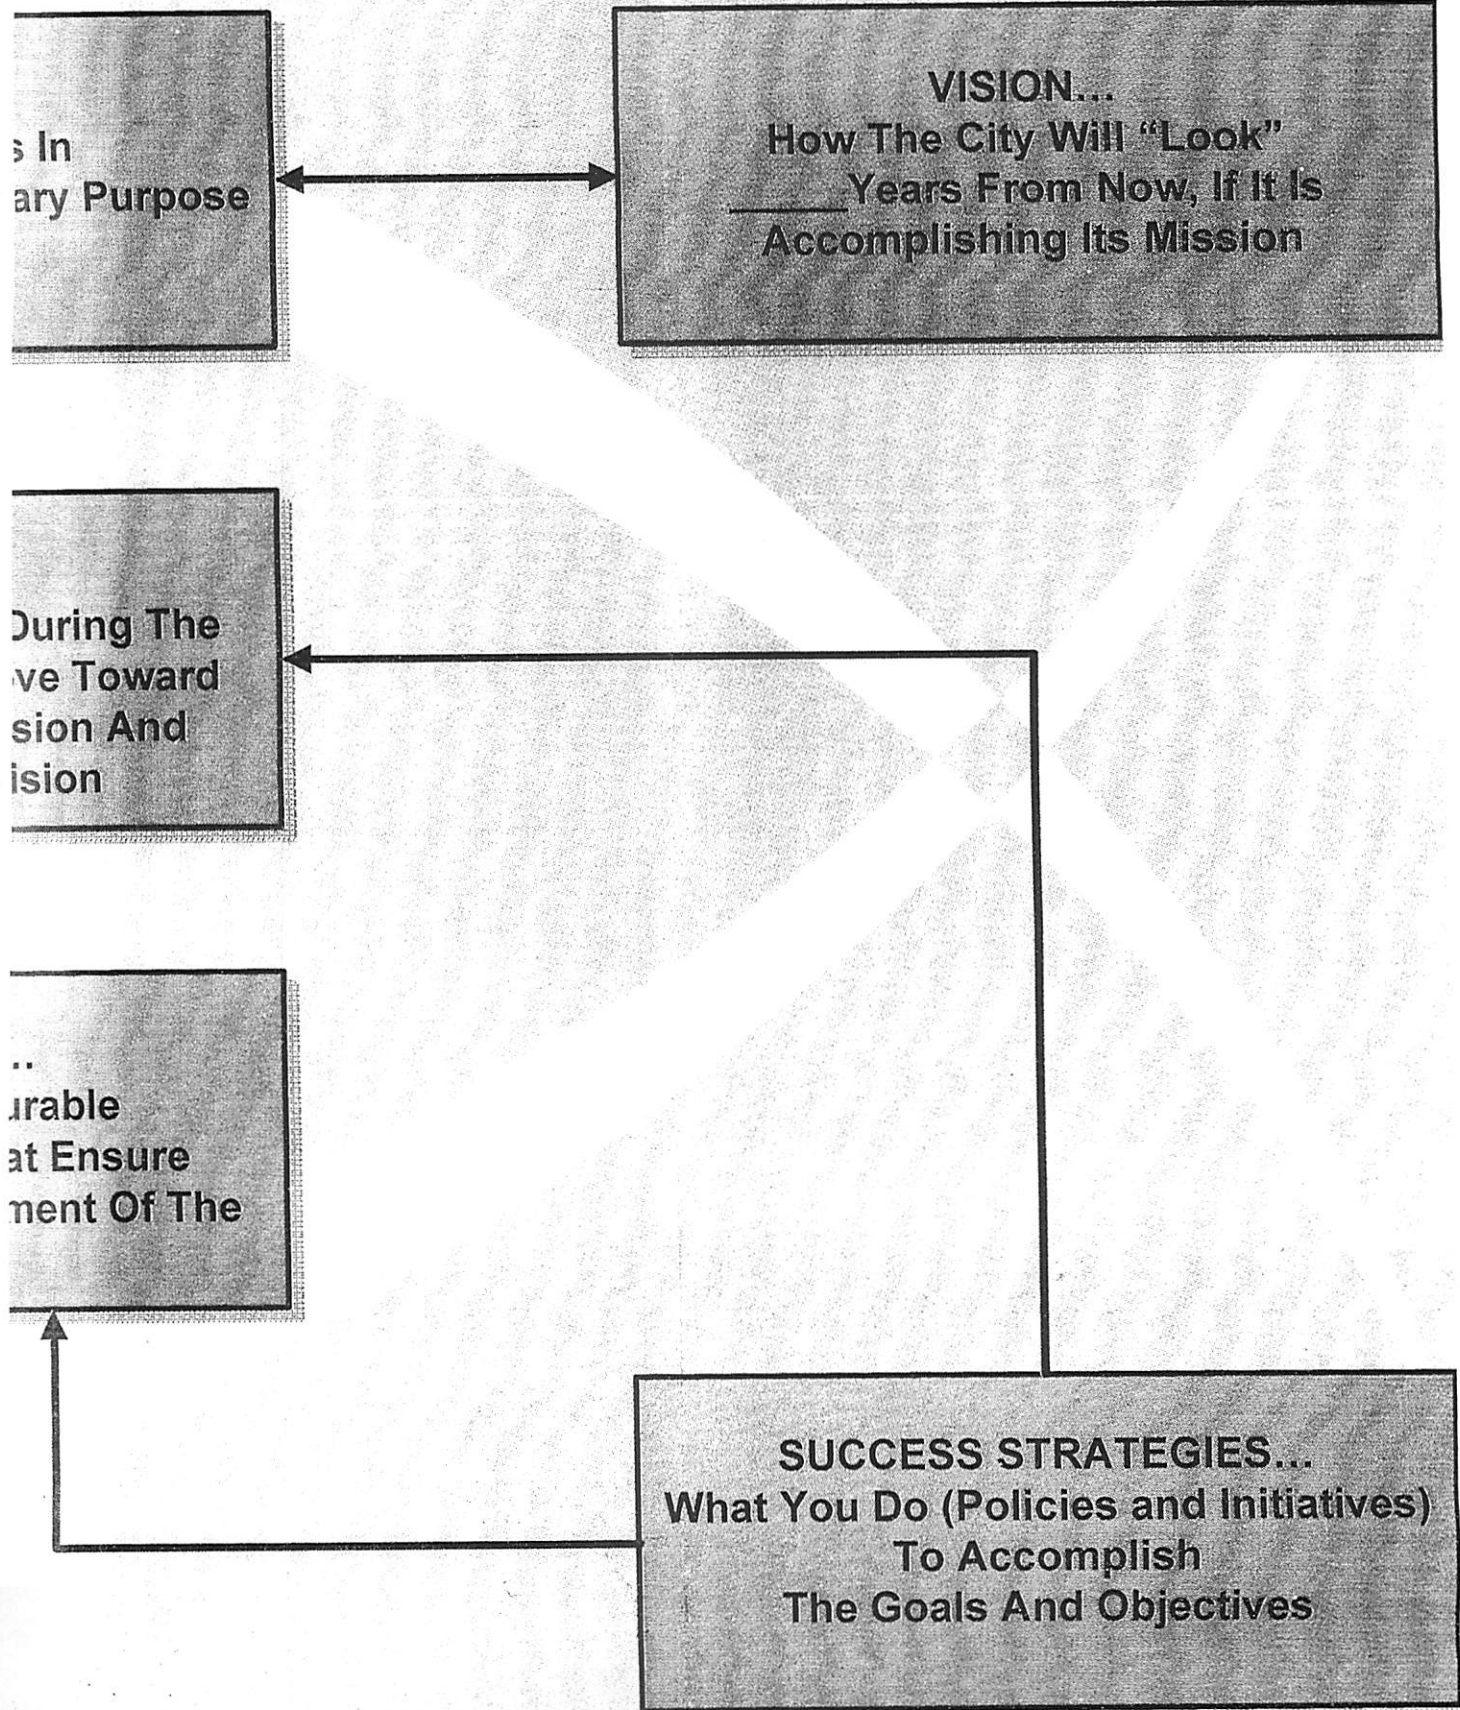 s In
ary Purpose
VISION...
How The City Will “Look”
_____Years From Now, If It Is
Accomplishing Its Mission
During The
ve Toward
sion And
ision
..
urable
at Ensure
ment Of The
SUCCESS STRATEGIES...
What You Do (Policies and Initiatives)
To Accomplish
The Goals And Objectives